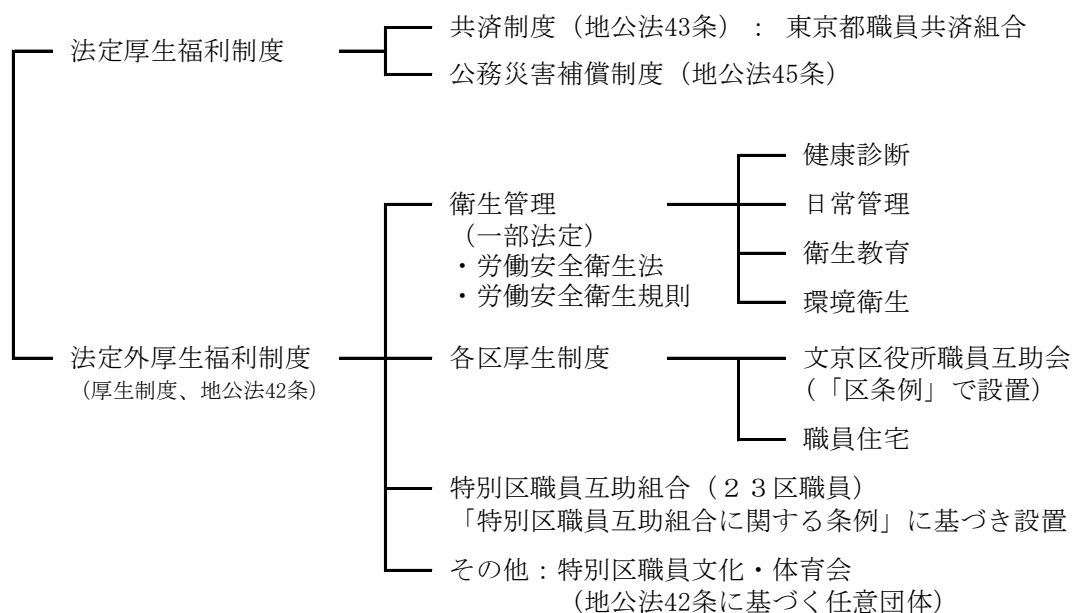 法定厚生福利制度
共済制度（地公法43条）： 東京都職員共済組合
公務災害補償制度（地公法45条）
法定外厚生福利制度
（厚生制度、地公法42条）
衛生管理
（一部法定）
・労働安全衛生法
・労働安全衛生規則
健康診断
日常管理
衛生教育
環境衛生
各区厚生制度
文京区役所職員互助会
（「区条例」で設置）
職員住宅
特別区職員互助組合（２３区職員）
「特別区職員互助組合に関する条例」に基づき設置
その他：特別区職員文化・体育会
（地公法42条に基づく任意団体）